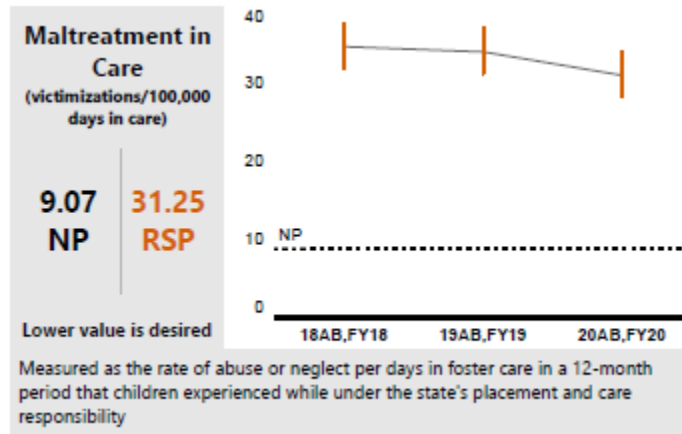 Maltreatment in
Care
(victimizations/100,000
days in care)
9.07
NP
31.25
RSP
Lower value is desired
40
30
20
10
0
NP
18AB,FY18
19AB,FY19
20AB,FY20
Measured as the rate of abuse or neglect per days in foster care in a 12-month
period that children experienced while under the state's placement and care
responsibility